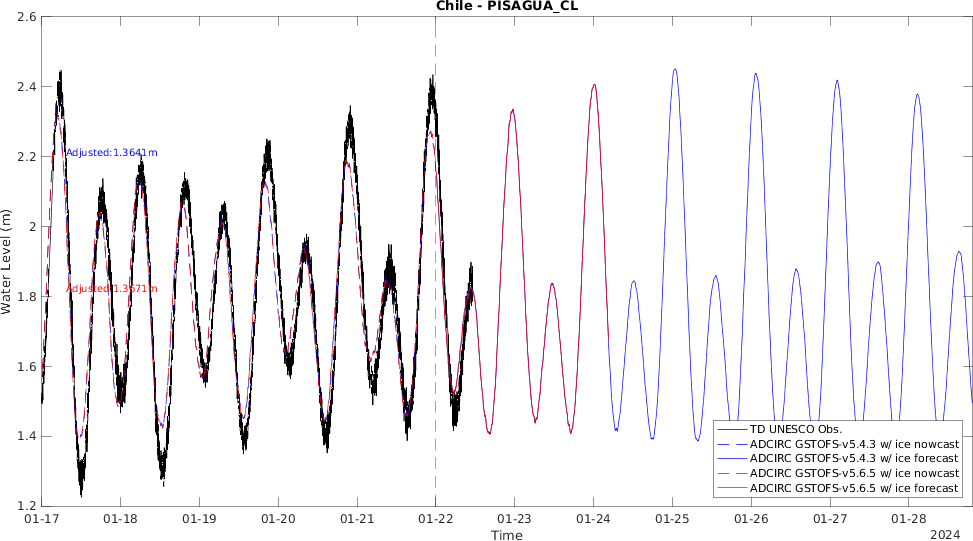 Chile - PISAGUA_CL
2.6
2.4
2.2
2
1.8
1.6
1.4
1.2
Water Level (m)
Adjusted:1.3641m
Adjusted:1.3671m
TD UNESCO Obs.
ADCIRC GSTOFS-v5.4.3 w/ ice nowcast
ADCIRC GSTOFS-v5.4.3 w/ ice forecast
ADCIRC GSTOFS-v5.6.5 w/ ice nowcast
ADCIRC GSTOFS-v5.6.5 w/ ice forecast
01-17 01-18 01-19 01-20 01-21 01-22 01-23 01-24 01-25 01-26 01-27 01-28
Time
2024